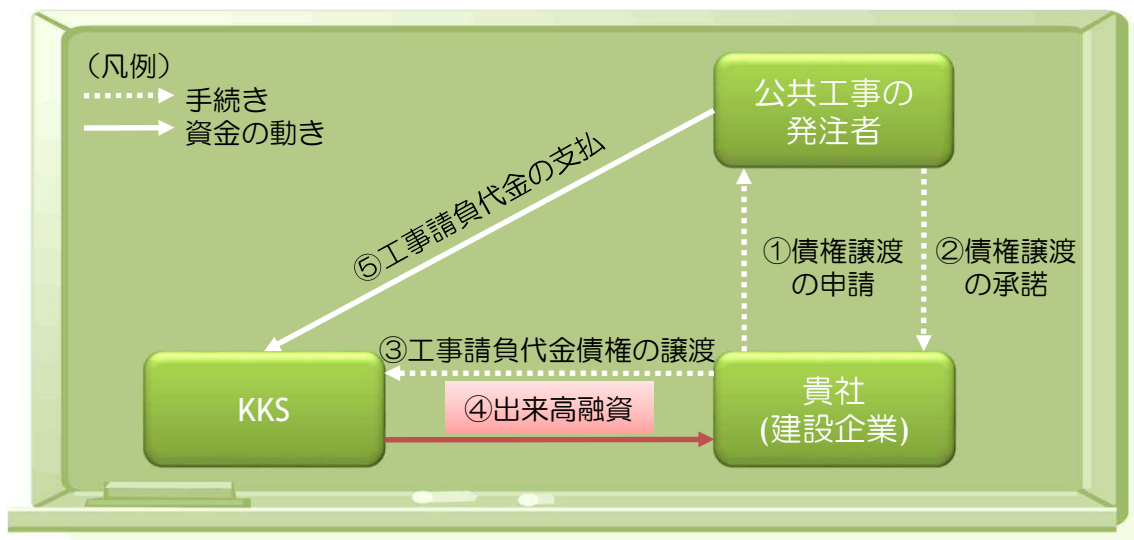 (凡例)
手続き
資金の動き
公共工事の
発注者
⑤工事請負代金の支払
①債権譲渡
の申請
②債権譲渡
の承諾
③工事請負代金債権の譲渡
KKS
④出来高融資
貴社
(建設企業)